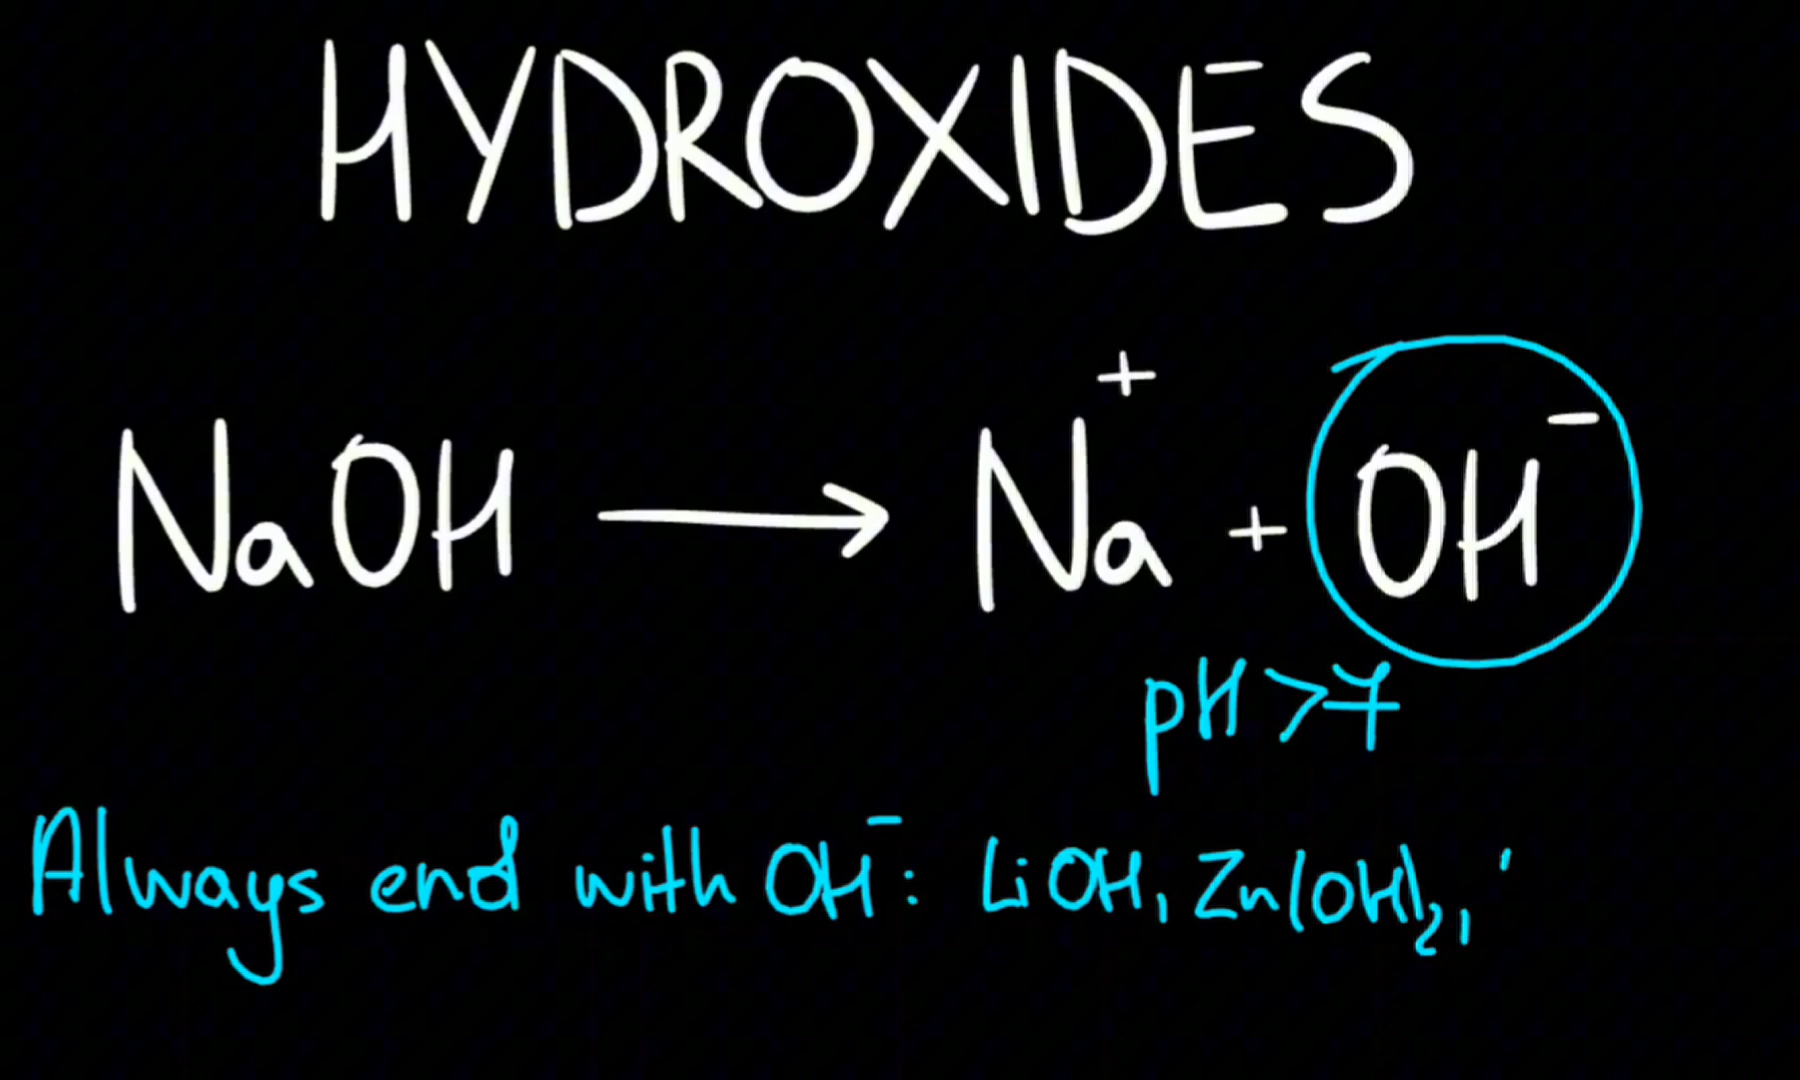 HYDROXIDES
NaOH → Na⁺ + OH⁻
pH > 7
Always end with OH⁻: LiOH, Zn(OH)₂,